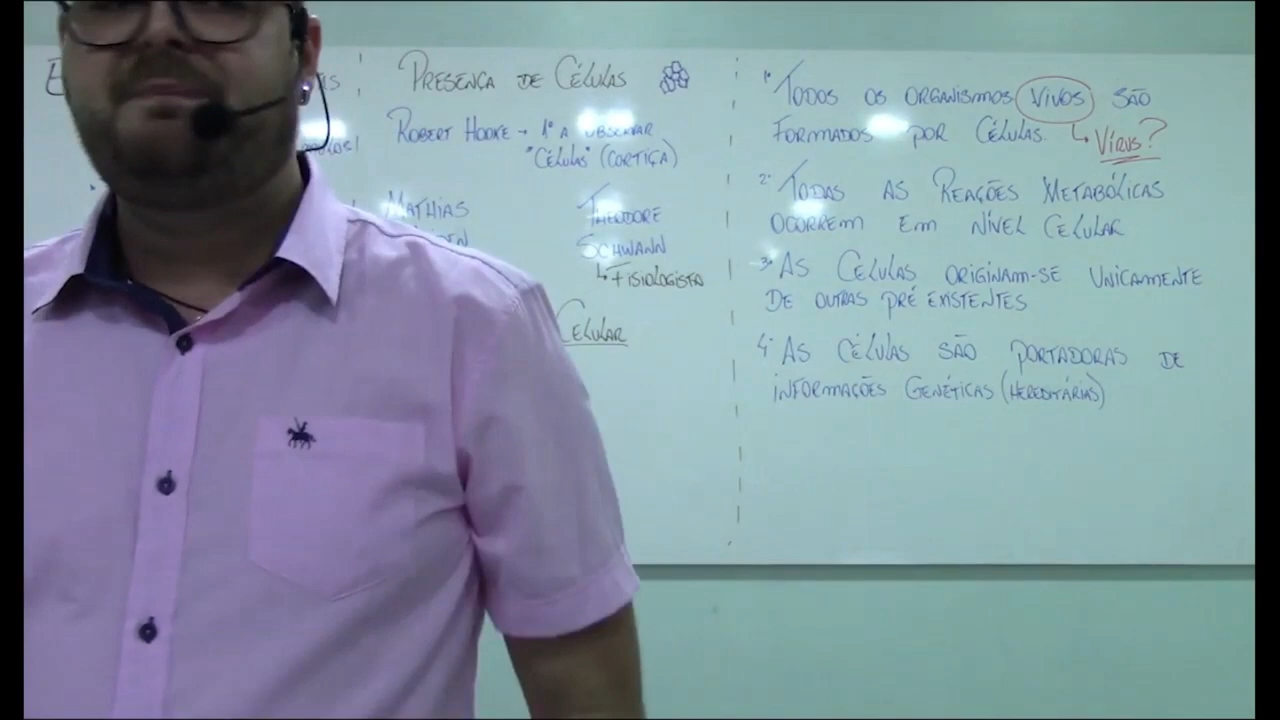 PRESENÇA DE CÉLULAS
ROBERT HOOKE → 1º A OBSERVAR
"CÉLULAS" (CORTIÇA)
MATHIAS
THEODORE
SCHWANN
↳ FISIOLOGISTA
CELULAR
1º TODOS OS ORGANISMOS VIVOS SÃO
FORMADOS POR CÉLULAS. ↳ VÍRUS?
2º TODAS AS REAÇÕES METABÓLICAS
OCORREM EM NÍVEL CELULAR
3º AS CÉLULAS ORIGINAM-SE UNICAMENTE
DE OUTRAS PRÉ EXISTENTES
4º AS CÉLULAS SÃO PORTADORAS DE
INFORMAÇÕES GENÉTICAS (HEREDITÁRIAS)